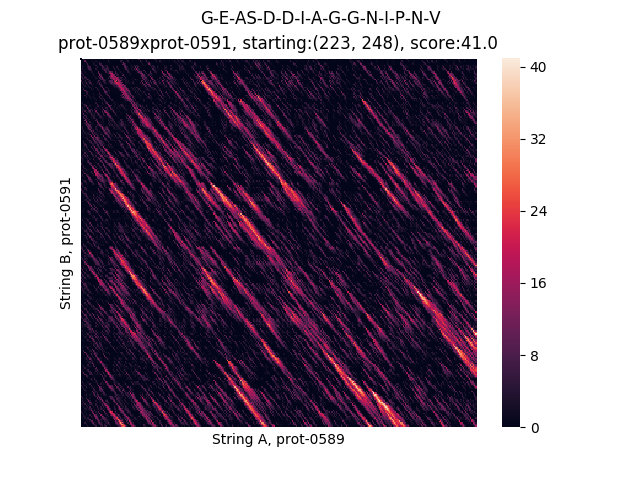 G-E-AS-D-D-I-A-G-G-N-I-P-N-V
prot-0589xprot-0591, starting:(223, 248), score:41.0
String B, prot-0591
String A, prot-0589
40
32
24
16
8
0